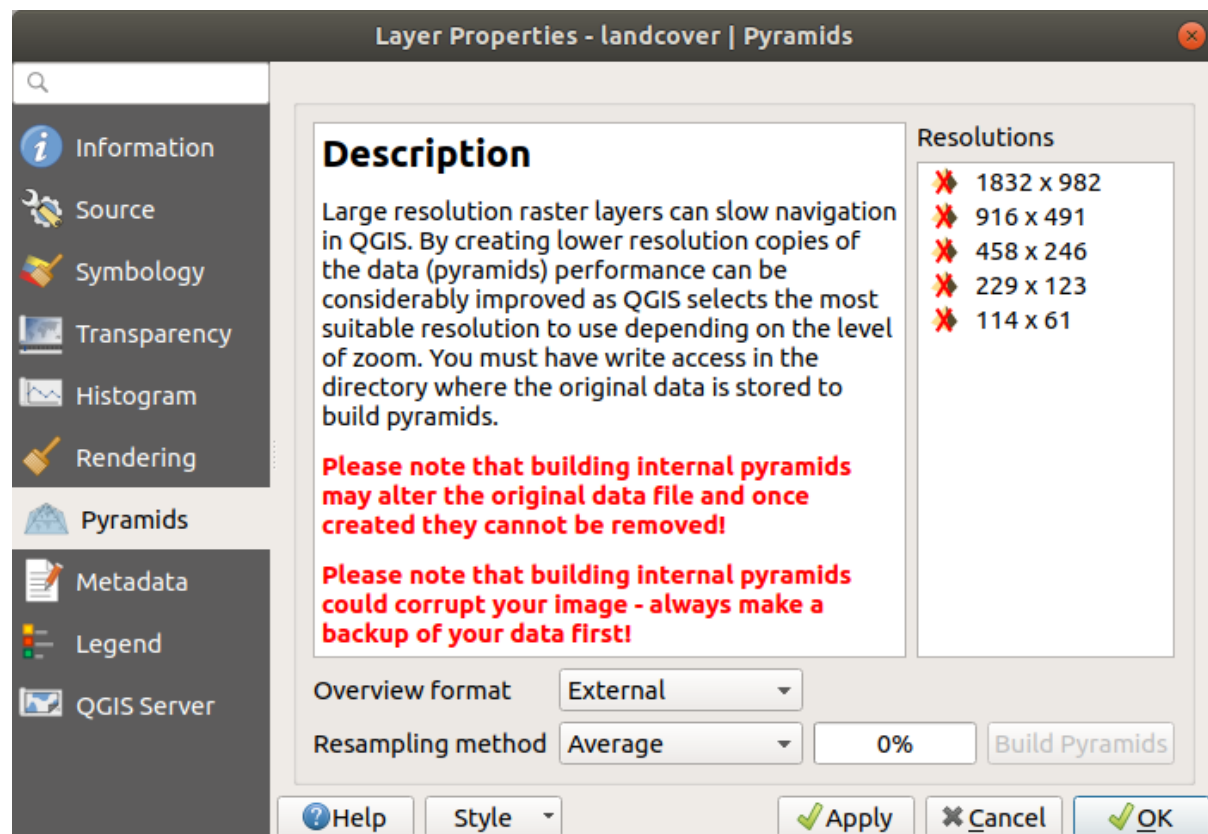 Layer Properties - landcover | Pyramids
Information
Source
Symbology
Transparency
Histogram
Rendering
Pyramids
Metadata
Legend
QGIS Server
Description
Large resolution raster layers can slow navigation
in QGIS. By creating lower resolution copies of
the data (pyramids) performance can be
considerably improved as QGIS selects the most
suitable resolution to use depending on the level
of zoom. You must have write access in the
directory where the original data is stored to
build pyramids.
Please note that building internal pyramids
may alter the original data file and once
created they cannot be removed!
Please note that building internal pyramids
could corrupt your image - always make a
backup of your data first!
Resolutions
1832 x 982
916 x 491
458 x 246
229 x 123
114 x 61
Overview format External
Resampling method Average 0% Build Pyramids
Help Style Apply Cancel OK